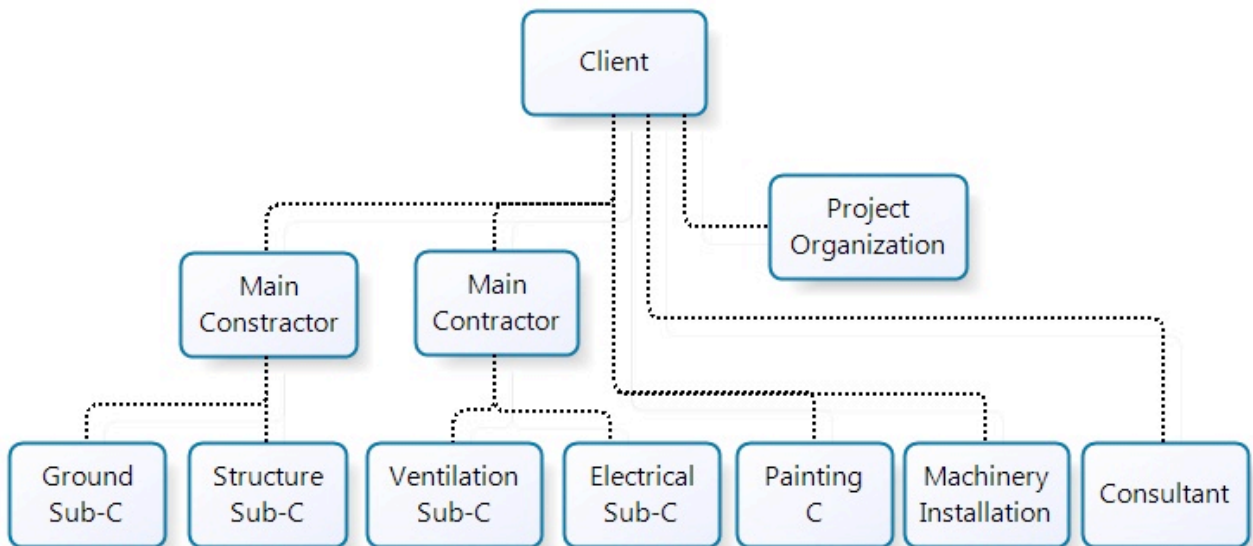 Client
Project
Organization
Main
Constractor
Main
Contractor
Ground
Sub-C
Structure
Sub-C
Ventilation
Sub-C
Electrical
Sub-C
Painting
C
Machinery
Installation
Consultant